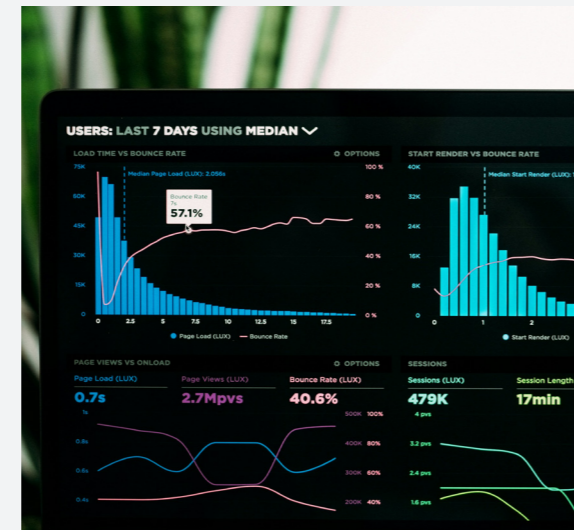 USERS: LAST 7 DAYS USING MEDIAN
LOAD TIME VS BOUNCE RATE
OPTIONS
75K
60K
45K
30K
15K
0
Median Page Load (LUX): 2.056s
Bounce Rate
7s
57.1%
100 %
80 %
60 %
40 %
20 %
0 %
0 2.5 5 7.5 10 12.5 15 17.5
Page Load (LUX) Bounce Rate
START RENDER VS BOUNCE RATE
40K
32K
24K
16K
8K
0
Median Start Render (LUX):
0 1 2
Start Render (LUX)
PAGE VIEWS VS ONLOAD
OPTIONS
Page Load (LUX) Page Views (LUX) Bounce Rate (LUX)
0.7s 2.7Mpvs 40.6%
1s
0.8s
0.6s
0.4s
500K 100%
400K 80%
300K 60%
200K 40%
SESSIONS
Sessions (LUX) Session Length
479K 17min
4 pvs
3.2 pvs
2.4 pvs
1.6 pvs